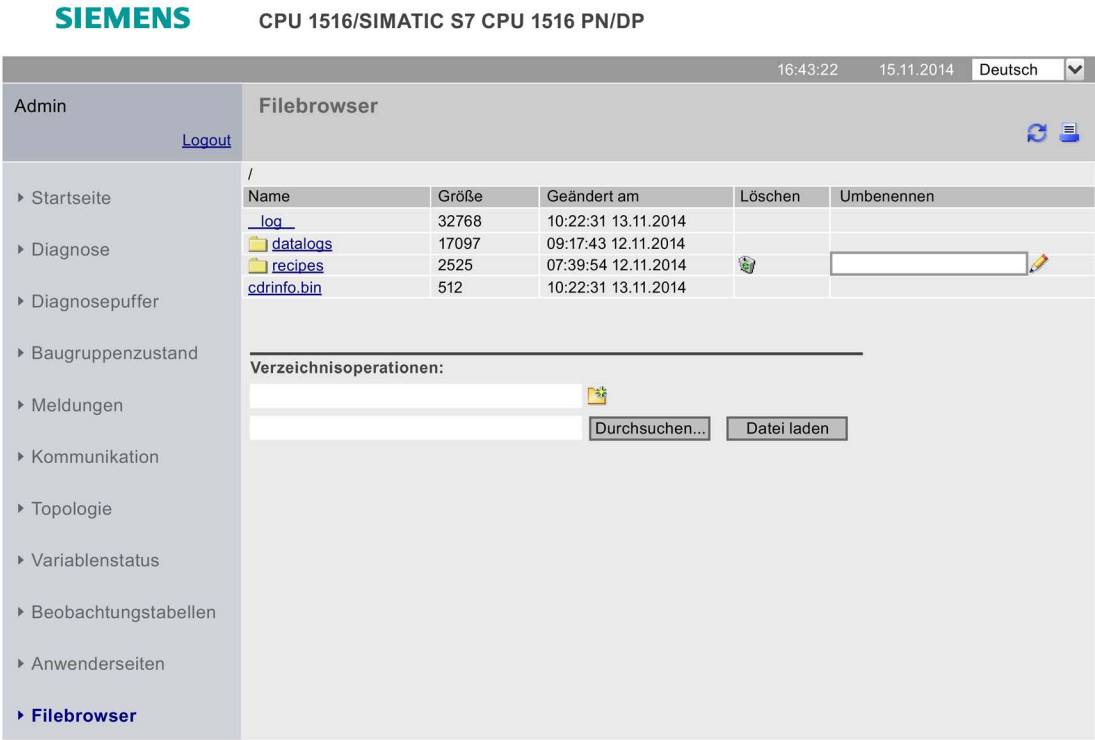 SIEMENS CPU 1516/SIMATIC S7 CPU 1516 PN/DP
16:43:22 15.11.2014 Deutsch
Admin
Logout
Filebrowser
Startseite
Diagnose
Diagnosepuffer
Baugruppenzustand
Meldungen
Kommunikation
Topologie
Variablenstatus
Beobachtungstabellen
Anwenderseiten
Filebrowser
/
Name Größe Geändert am Löschen Umbenennen
__log__ 32768 10:22:31 13.11.2014
datalogs 17097 09:17:43 12.11.2014
recipes 2525 07:39:54 12.11.2014
cdrinfo.bin 512 10:22:31 13.11.2014
Verzeichnisoperationen:
Durchsuchen... Datei laden